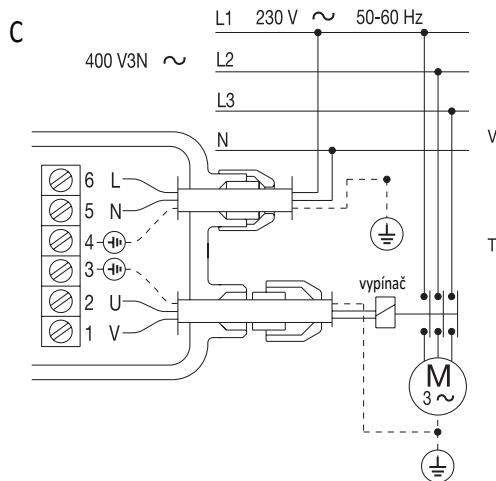 C
L1 230 V ~ 50-60 Hz
400 V3N ~
L2
L3
N
V
6 L
5 N
4
3
2 U
1 V
T
vypínač
M
3 ~